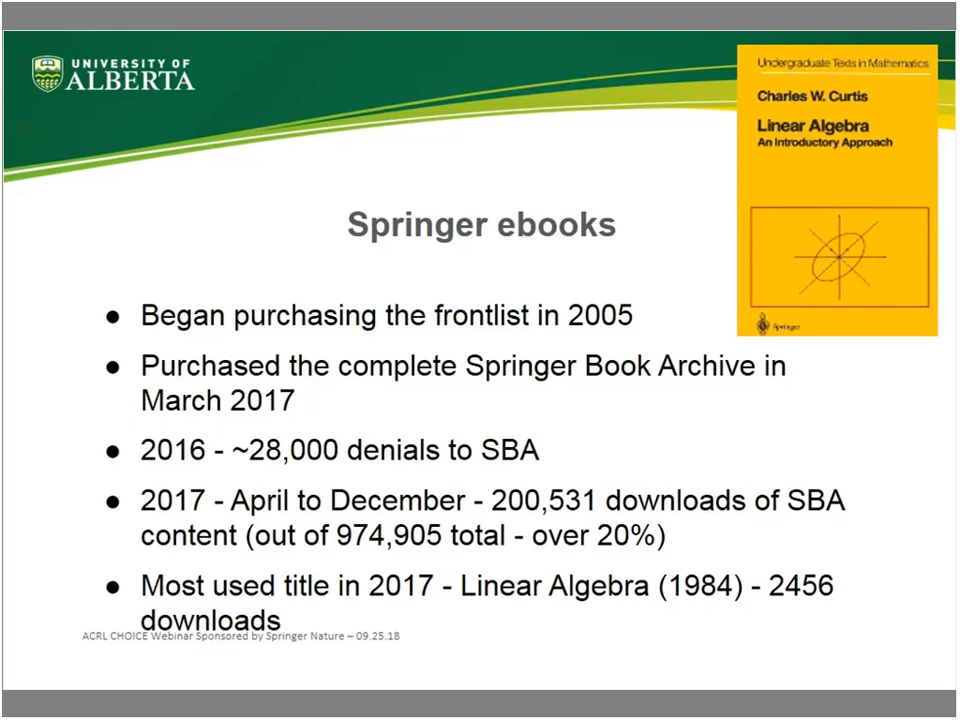 UNIVERSITY OF
ALBERTA
Undergraduate Texts in Mathematics
Charles W. Curtis
Linear Algebra
An Introductory Approach
Springer
Springer ebooks
● Began purchasing the frontlist in 2005
● Purchased the complete Springer Book Archive in
March 2017
● 2016 - ~28,000 denials to SBA
● 2017 - April to December - 200,531 downloads of SBA
content (out of 974,905 total - over 20%)
● Most used title in 2017 - Linear Algebra (1984) - 2456
downloads
ACRL CHOICE Webinar Sponsored by Springer Nature – 09.25.18